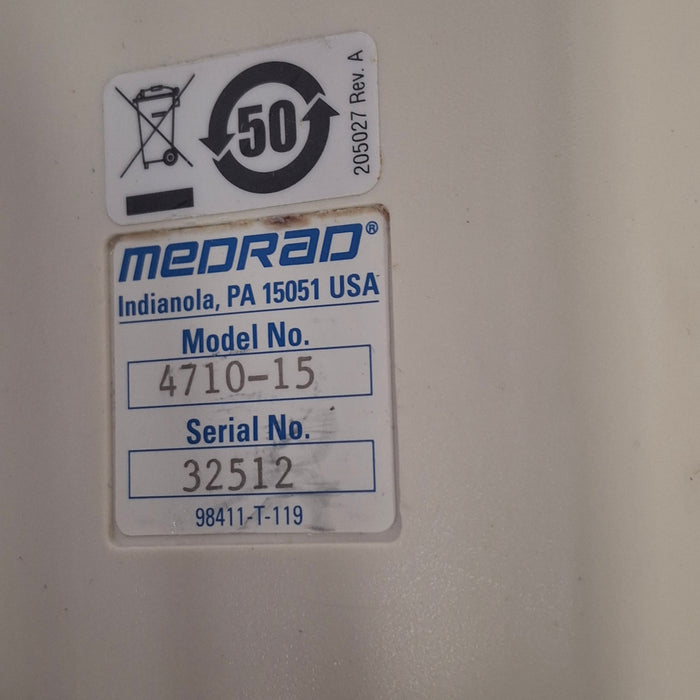 50
205027 Rev. A
MEDRAD®
Indianola, PA 15051 USA
Model No.
4710-15
Serial No.
32512
98411-T-119